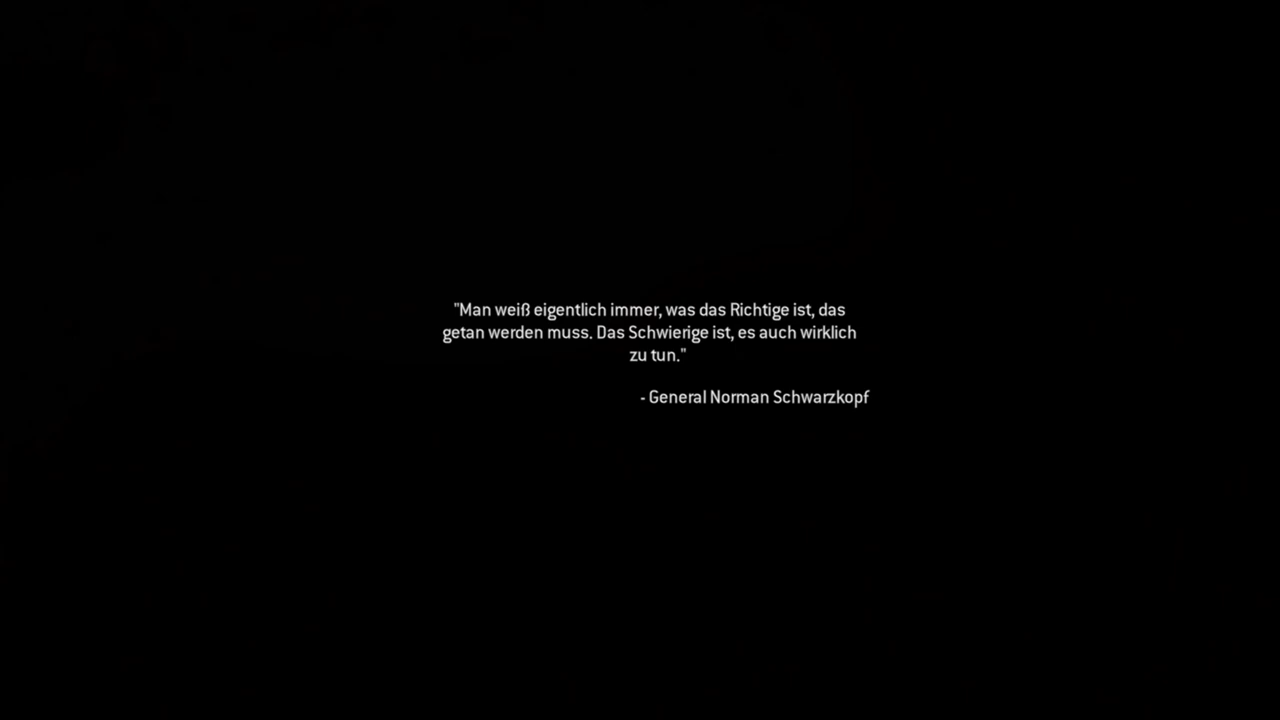 "Man weiß eigentlich immer, was das Richtige ist, das
getan werden muss. Das Schwierige ist, es auch wirklich
zu tun."
- General Norman Schwarzkopf